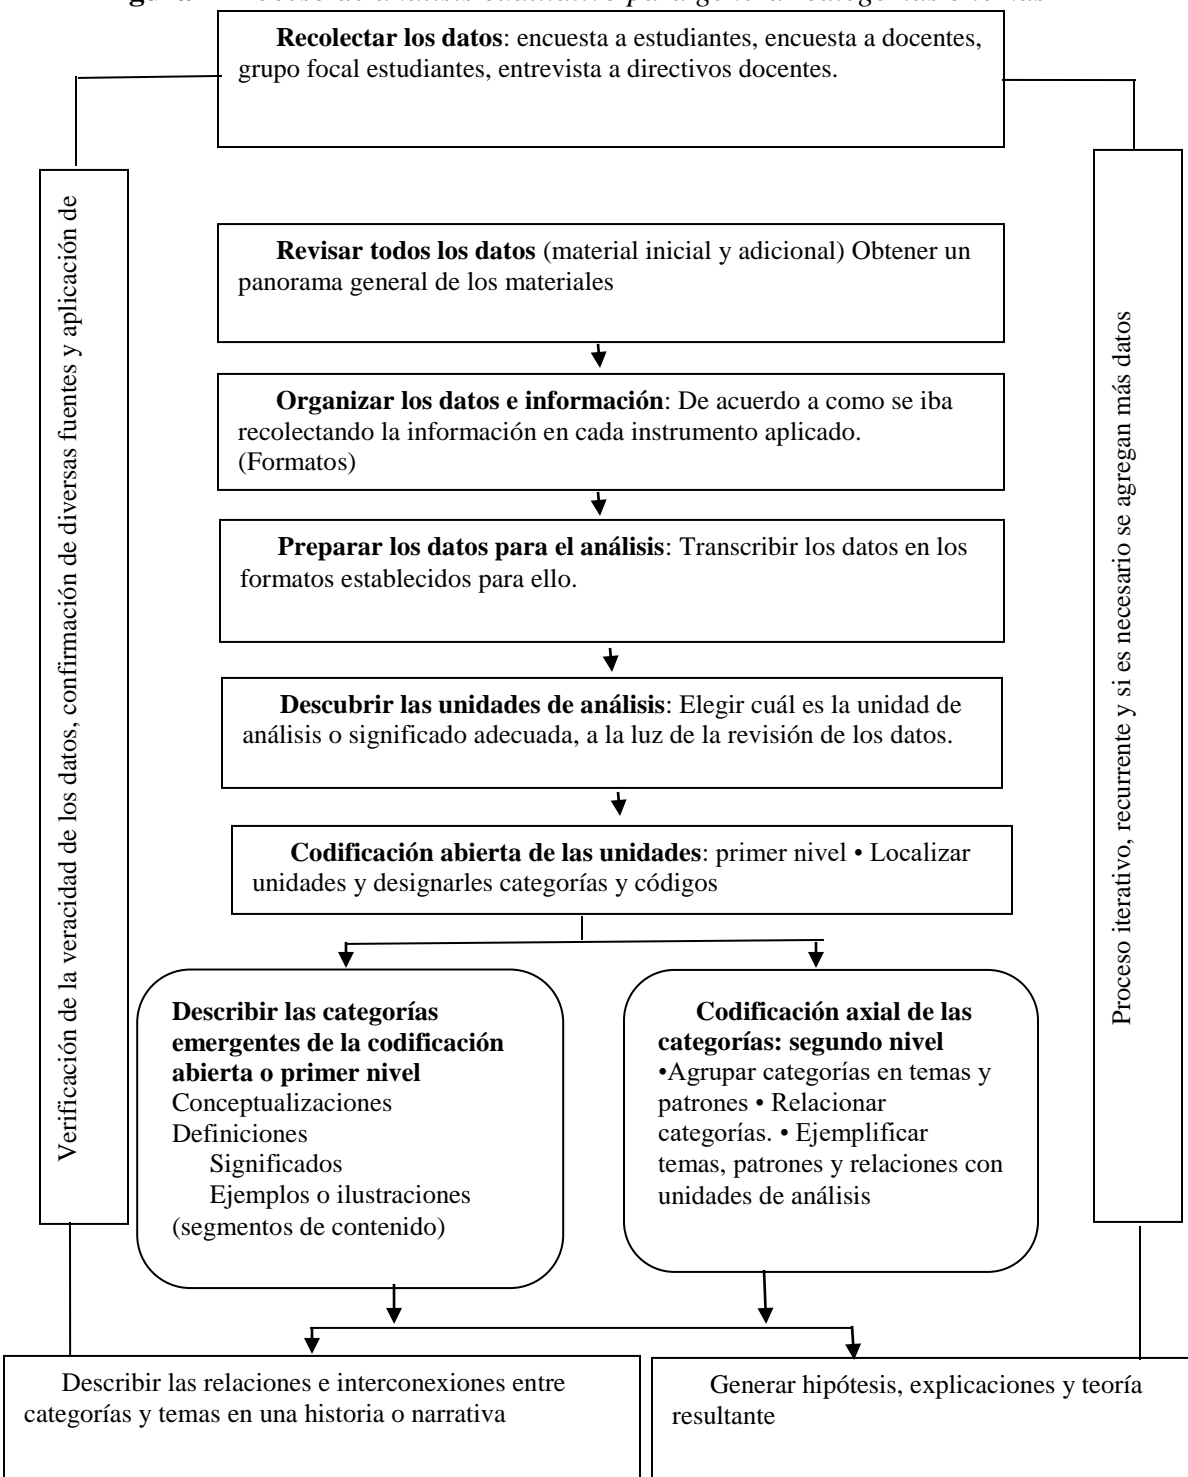 Recolectar los datos: encuesta a estudiantes, encuesta a docentes,
grupo focal estudiantes, entrevista a directivos docentes.
Verificación de la veracidad de los datos, confirmación de diversas fuentes y aplicación de
Revisar todos los datos (material inicial y adicional) Obtener un
panorama general de los materiales
Organizar los datos e información: De acuerdo a como se iba
recolectando la información en cada instrumento aplicado.
(Formatos)
Preparar los datos para el análisis: Transcribir los datos en los
formatos establecidos para ello.
Descubrir las unidades de análisis: Elegir cuál es la unidad de
análisis o significado adecuada, a la luz de la revisión de los datos.
Codificación abierta de las unidades: primer nivel • Localizar
unidades y designarles categorías y códigos
Describir las categorías
emergentes de la codificación
abierta o primer nivel
Conceptualizaciones
Definiciones
Significados
Ejemplos o ilustraciones
(segmentos de contenido)
Codificación axial de las
categorías: segundo nivel
•Agrupar categorías en temas y
patrones • Relacionar
categorías. • Ejemplificar
temas, patrones y relaciones con
unidades de análisis
Proceso iterativo, recurrente y si es necesario se agregan más datos
Describir las relaciones e interconexiones entre
categorías y temas en una historia o narrativa
Generar hipótesis, explicaciones y teoría
resultante